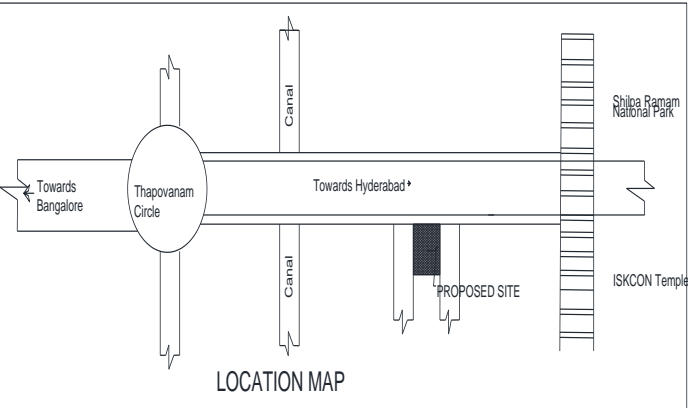 Canal
Shilpa Ramam
National Park
Towards
Bangalore
Thapovanam
Circle
Towards Hyderabad
Canal
ISKCON Temple
PROPOSED SITE
LOCATION MAP